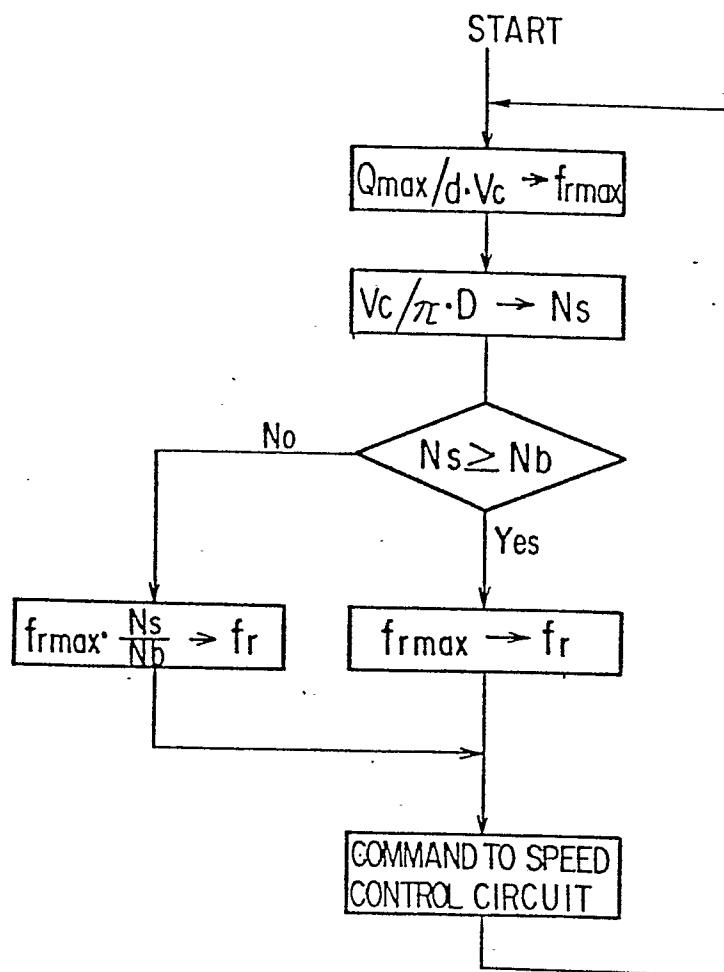 START
Qmax/d·Vc → frmax
Vc/π·D → Ns
Ns≥Nb
No
Yes
frmax· Ns/Nb → fr
frmax → fr
COMMAND TO SPEED
CONTROL CIRCUIT